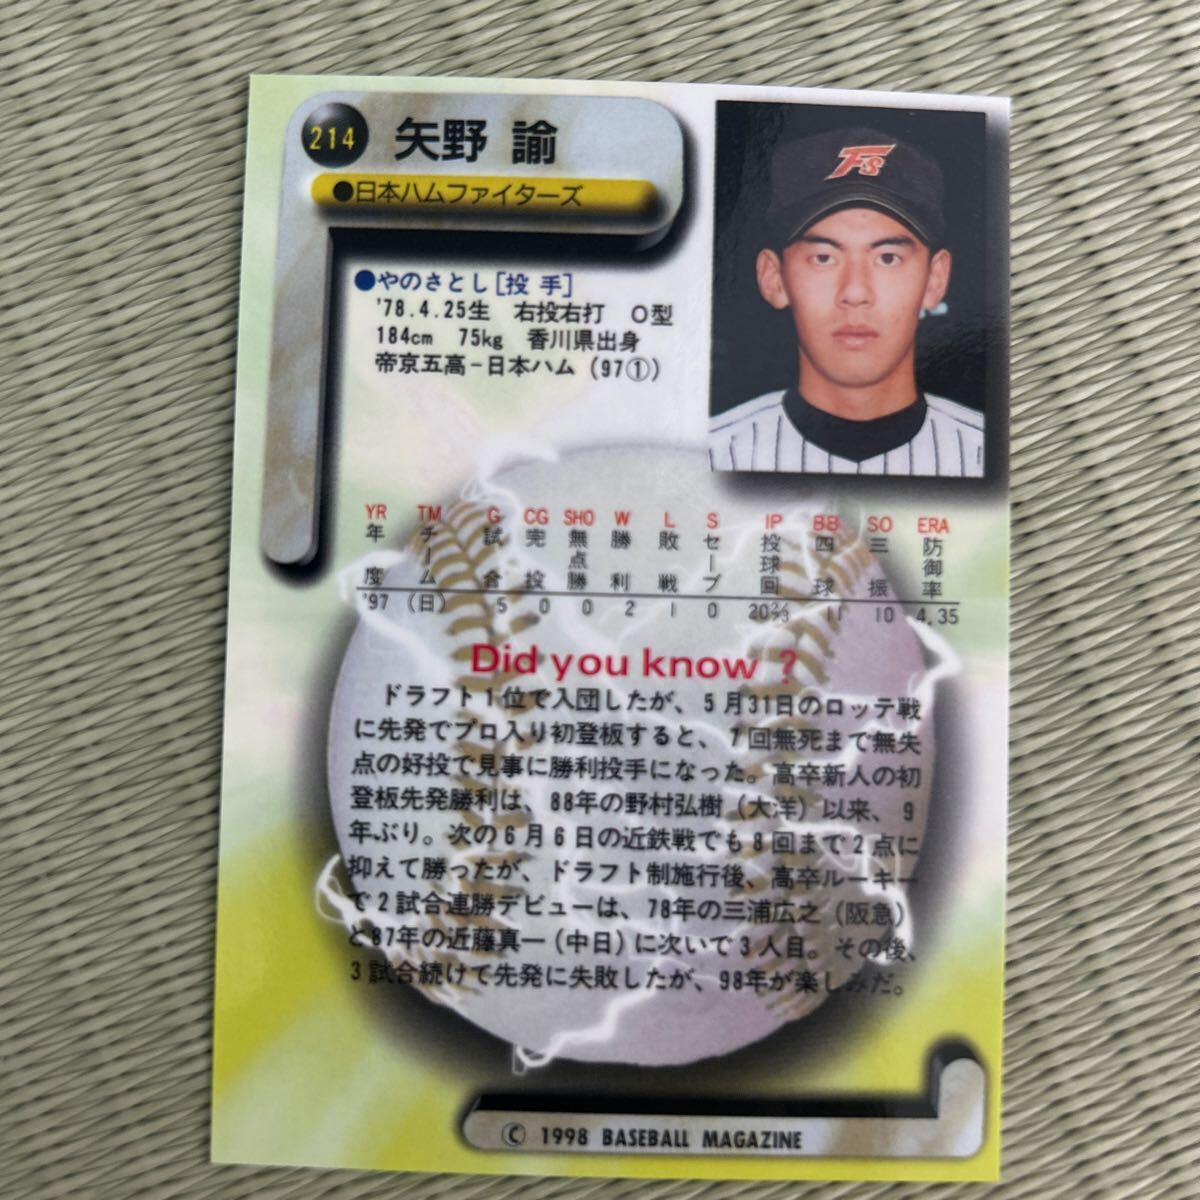 214 矢野 諭
●日本ハムファイターズ
F's
●やのさとし[投 手]
'78.4.25生 右投右打 O型
184cm 75kg 香川県出身
帝京五高-日本ハム (97①)
YR TM G CG SHO W L S IP BB SO ERA
年度 チーム 試合 完投 無点勝 勝利 敗戦 セーブ 投球回 四球 三振 防御率
'97 (日) 5 0 0 2 1 0 20⅔ 11 10 4.35
Did you know ?
ドラフト1位で入団したが、5月31日のロッテ戦
に先発でプロ入り初登板すると、7回無死まで無失
点の好投で見事に勝利投手になった。高卒新人の初
登板先発勝利は、88年の野村弘樹(大洋)以来、9
年ぶり。次の6月6日の近鉄戦でも8回まで2点に
抑えて勝ったが、ドラフト制施行後、高卒ルーキー
で2試合連勝デビューは、78年の三浦広之(阪急)
と87年の近藤真一(中日)に次いで3人目。その後、
3試合続けて先発に失敗したが、98年が楽しみだ。
© 1998 BASEBALL MAGAZINE